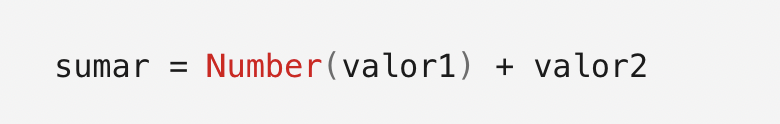 sumar = Number(valor1) + valor2